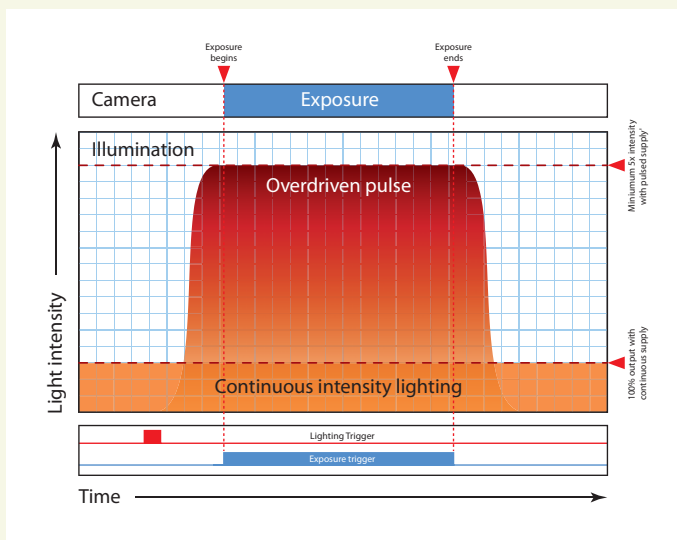 Exposure
begins
Exposure
ends
Camera
Exposure
Illumination
Overdriven pulse
Minimum 5x intensity
with pulsed supply'
Light intensity
100% output with
continuous supply
Continuous intensity lighting
Lighting Trigger
Exposure trigger
Time